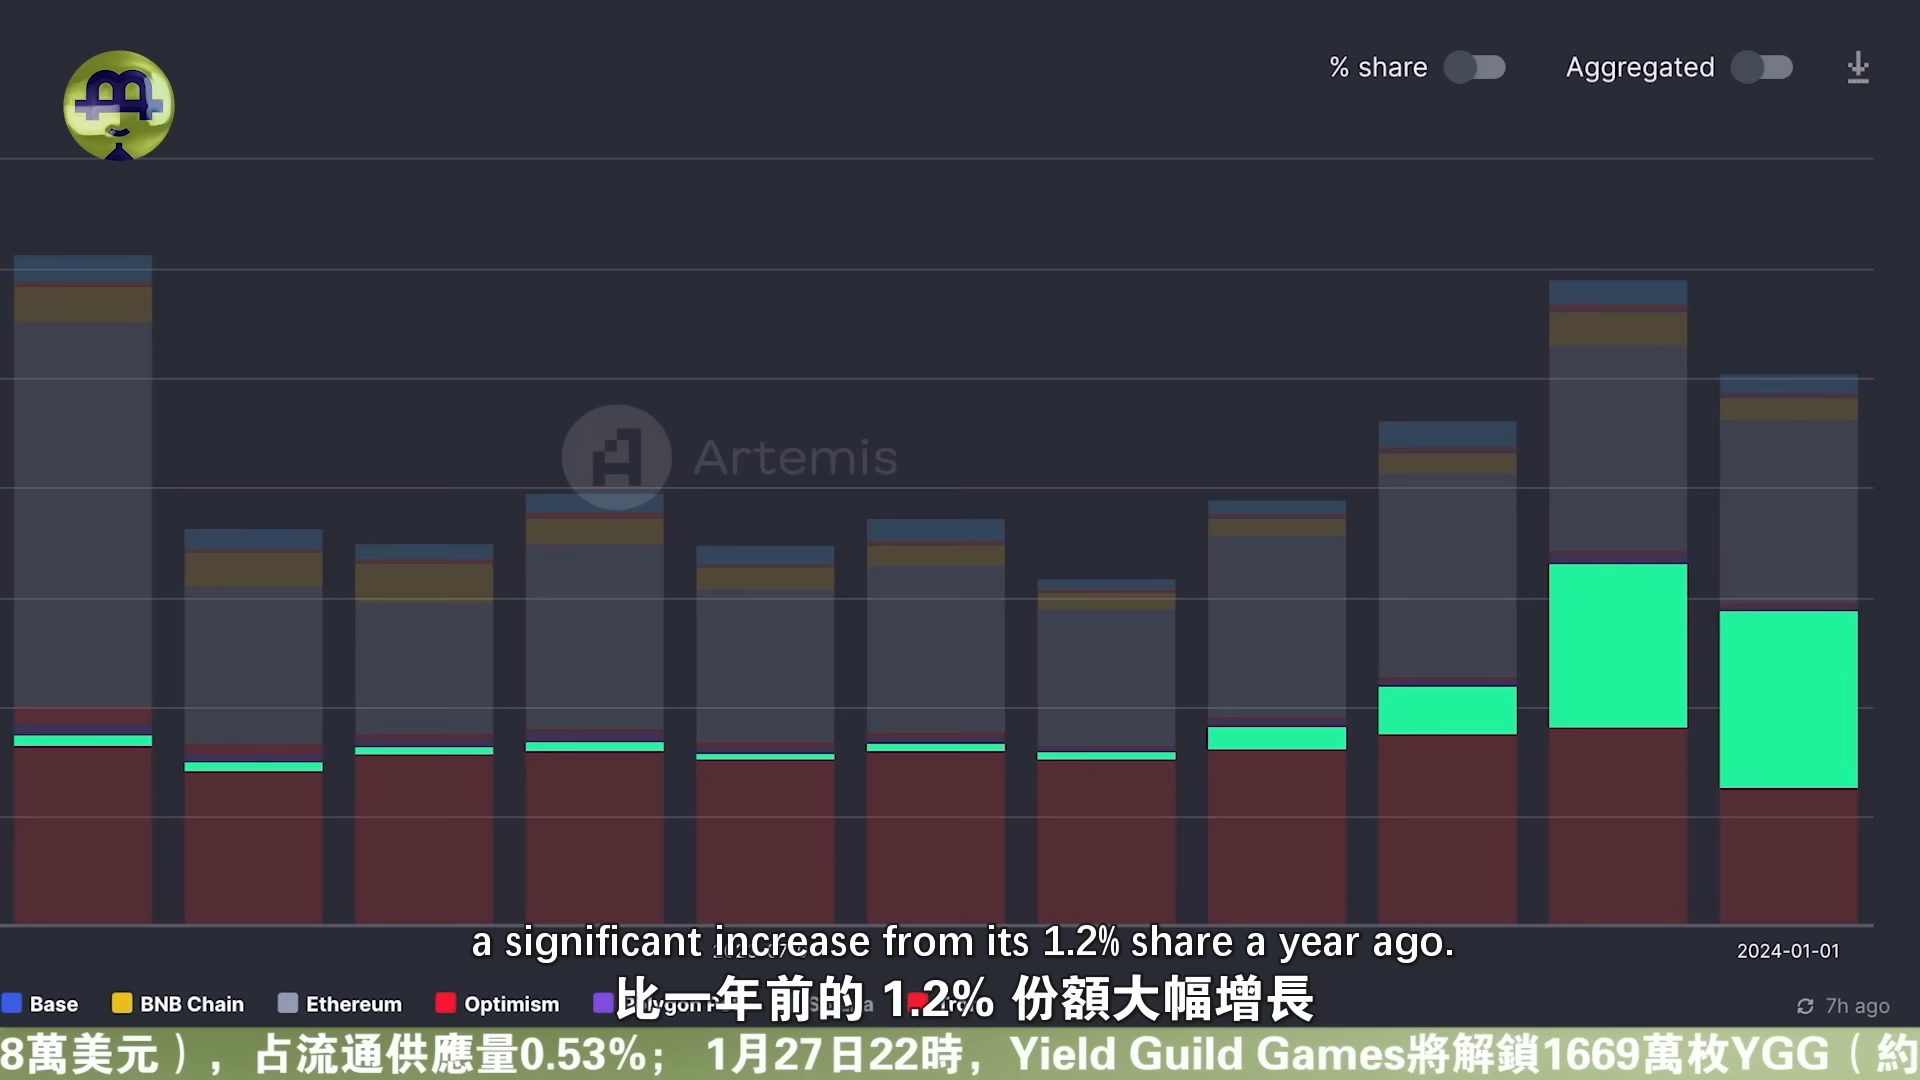 % share Aggregated
Artemis
a significant increase from its 1.2% share a year ago.
2024-01-01
比一年前的 1.2% 份額大幅增長
Base BNB Chain Ethereum Optimism
7h ago
8萬美元），占流通供應量0.53%； 1月27日22時，Yield Guild Games將解鎖1669萬枚YGG（約